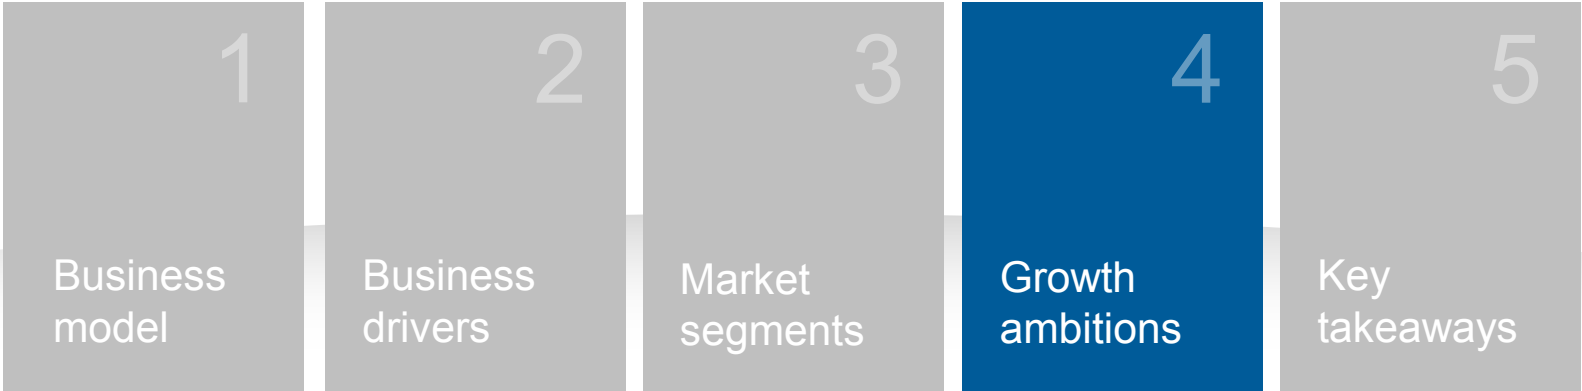 1
Business
model
2
Business
drivers
3
Market
segments
4
Growth
ambitions
5
Key
takeaways